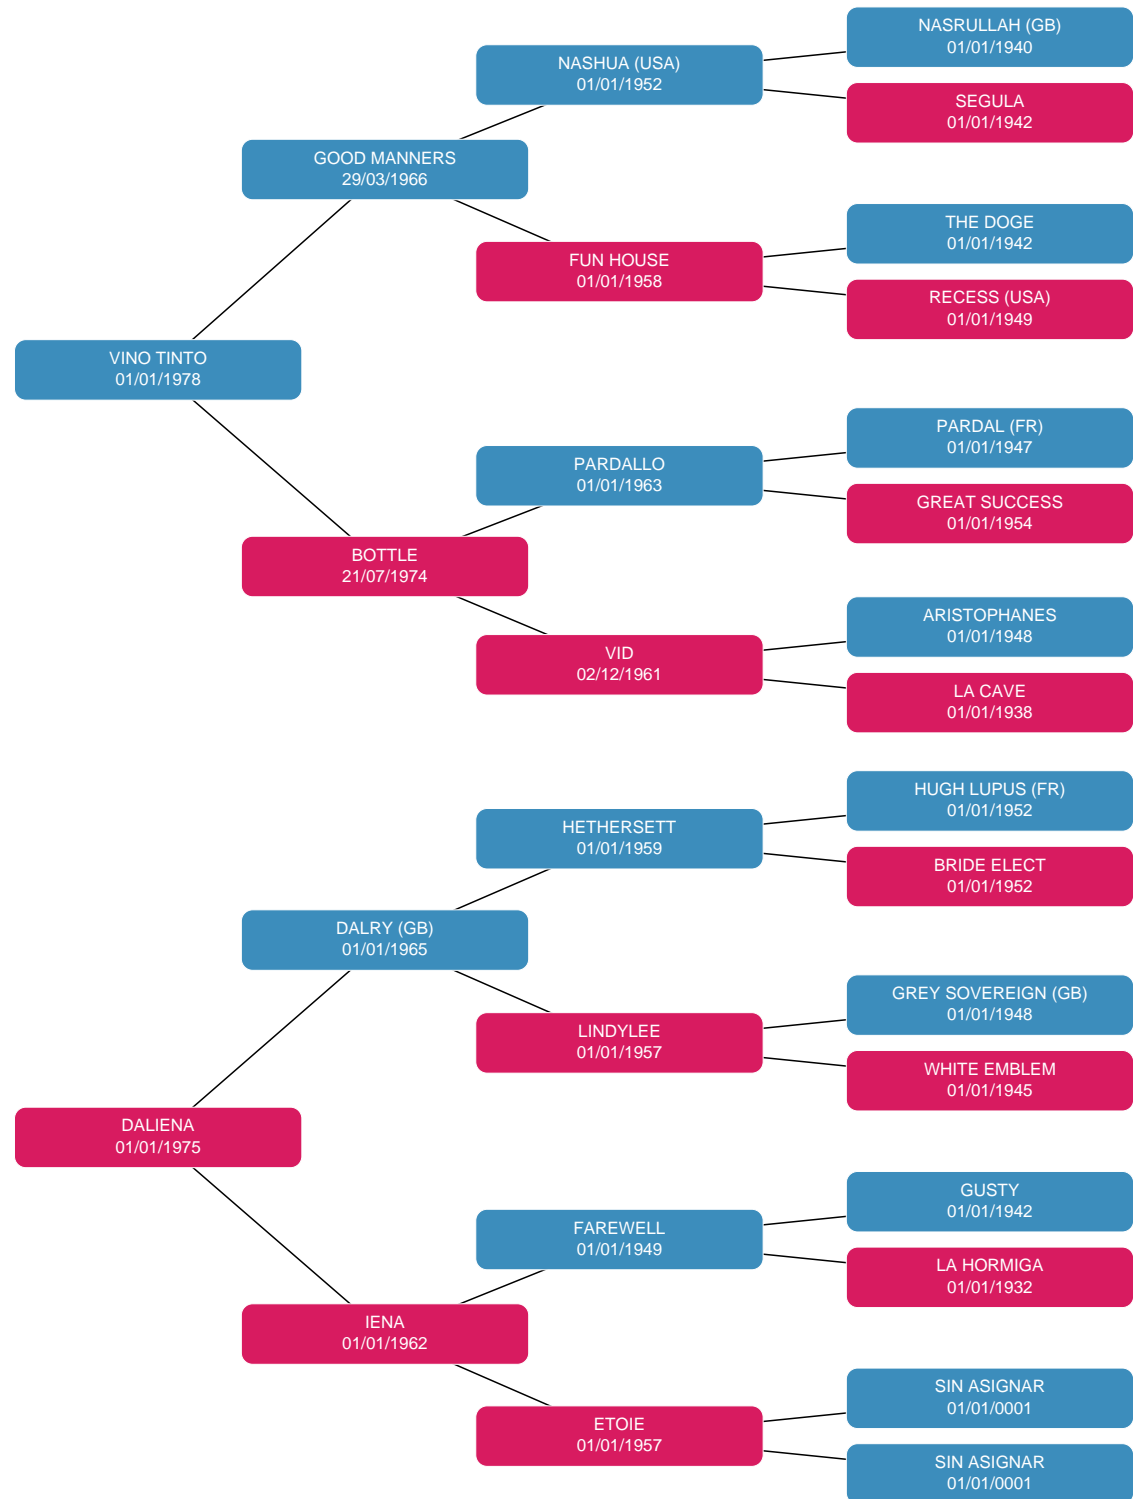 NASRULLAH (GB)
01/01/1940
NASHUA (USA)
01/01/1952
SEGULA
01/01/1942
GOOD MANNERS
29/03/1966
THE DOGE
01/01/1942
FUN HOUSE
01/01/1958
RECESS (USA)
01/01/1949
VINO TINTO
01/01/1978
PARDAL (FR)
01/01/1947
PARDALLO
01/01/1963
GREAT SUCCESS
01/01/1954
BOTTLE
21/07/1974
ARISTOPHANES
01/01/1948
VID
02/12/1961
LA CAVE
01/01/1938
HUGH LUPUS (FR)
01/01/1952
HETHERSETT
01/01/1959
BRIDE ELECT
01/01/1952
DALRY (GB)
01/01/1965
GREY SOVEREIGN (GB)
01/01/1948
LINDYLEE
01/01/1957
WHITE EMBLEM
01/01/1945
DALIENA
01/01/1975
GUSTY
01/01/1942
FAREWELL
01/01/1949
LA HORMIGA
01/01/1932
IENA
01/01/1962
SIN ASIGNAR
01/01/0001
ETOIE
01/01/1957
SIN ASIGNAR
01/01/0001